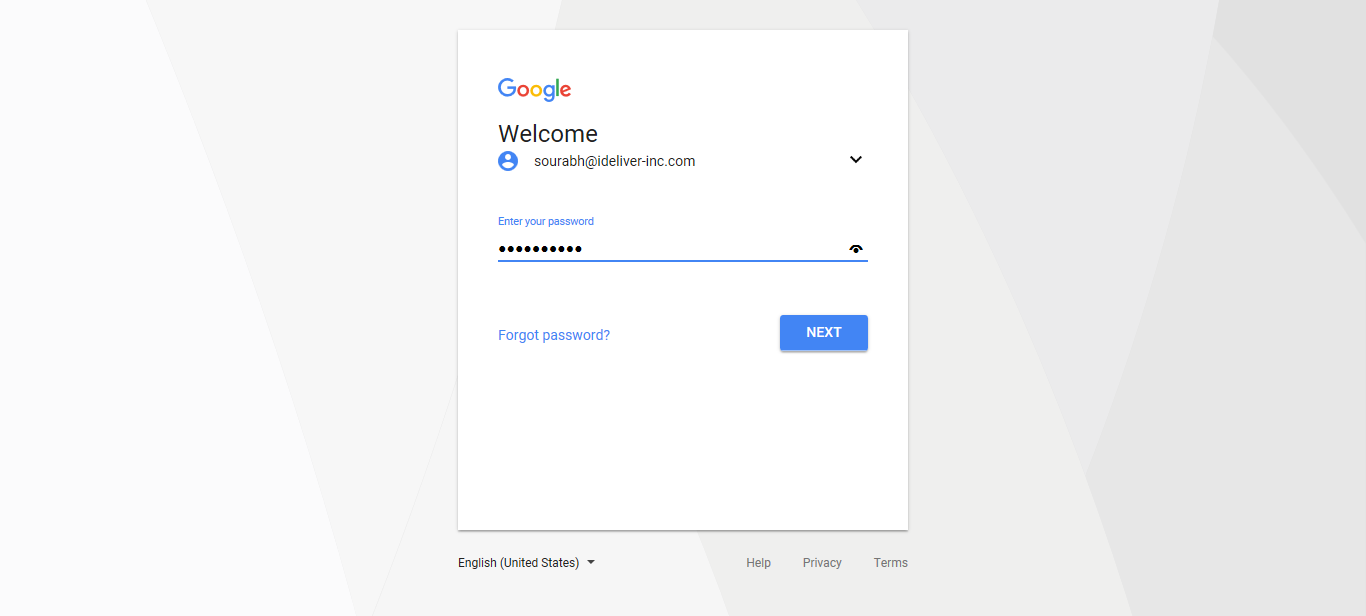 Google
Welcome
sourabh@ideliver-inc.com
Enter your password
••••••••••
Forgot password?
NEXT
English (United States)
Help Privacy Terms